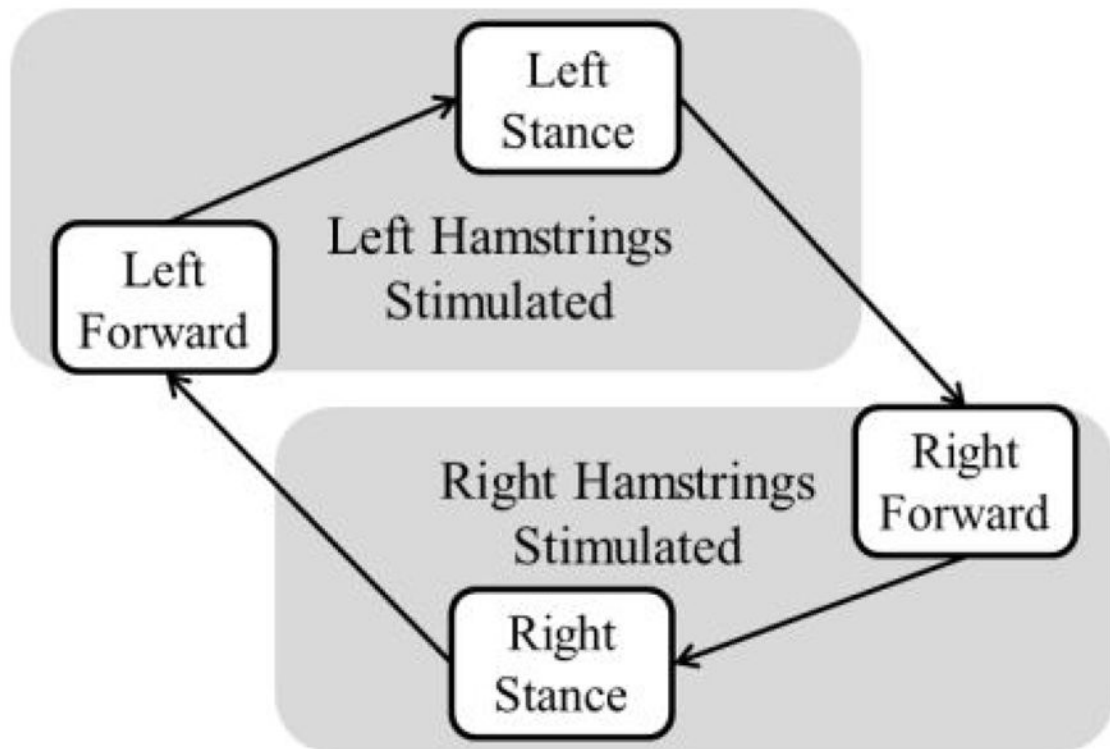 Left
Stance
Left Hamstrings
Stimulated
Left
Forward
Right
Forward
Right Hamstrings
Stimulated
Right
Stance